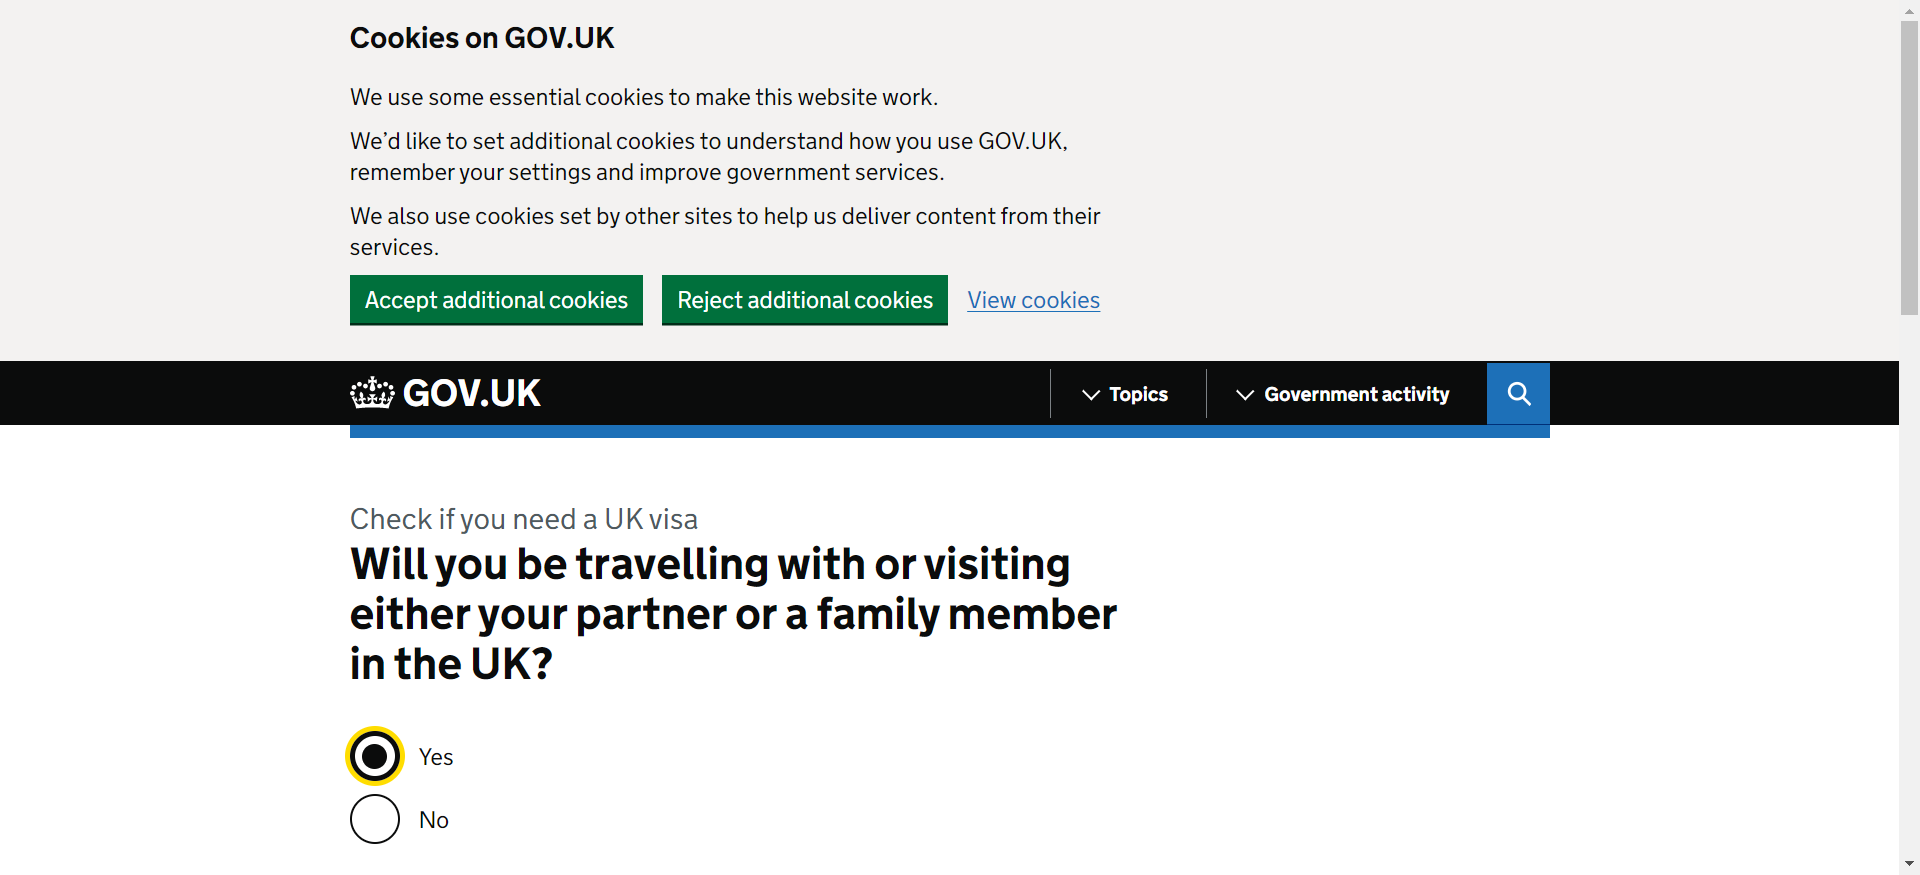 Cookies on GOV.UK
We use some essential cookies to make this website work.
We’d like to set additional cookies to understand how you use GOV.UK,
remember your settings and improve government services.
We also use cookies set by other sites to help us deliver content from their
services.
Accept additional cookies Reject additional cookies View cookies
GOV.UK Topics Government activity
Check if you need a UK visa
Will you be travelling with or visiting
either your partner or a family member
in the UK?
Yes
No